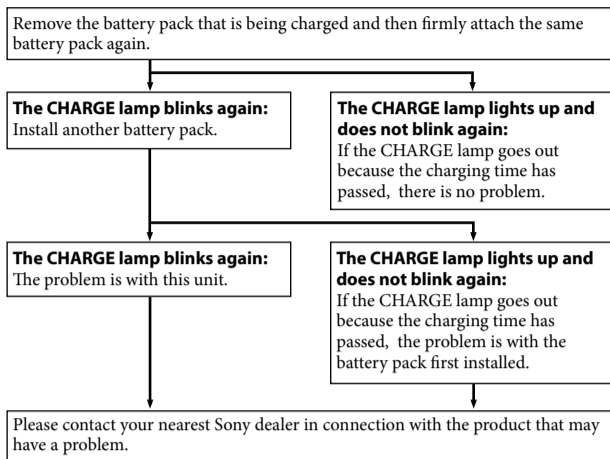 Remove the battery pack that is being charged and then firmly attach the same
battery pack again.
The CHARGE lamp blinks again:
Install another battery pack.
The CHARGE lamp lights up and
does not blink again:
If the CHARGE lamp goes out
because the charging time has
passed, there is no problem.
The CHARGE lamp blinks again:
The problem is with this unit.
The CHARGE lamp lights up and
does not blink again:
If the CHARGE lamp goes out
because the charging time has
passed, the problem is with the
battery pack first installed.
Please contact your nearest Sony dealer in connection with the product that may
have a problem.